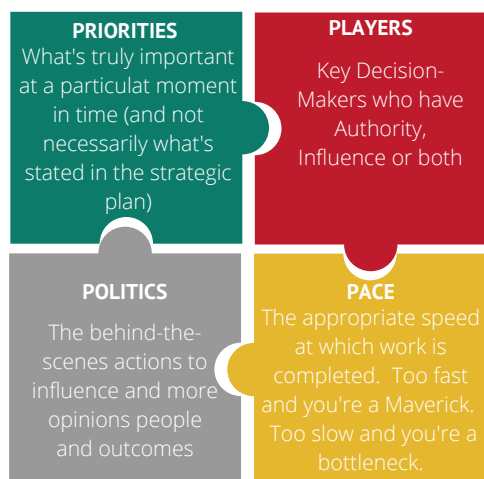 PRIORITIES
What's truly important
at a particulat moment
in time (and not
necessarily what's
stated in the strategic
plan)
PLAYERS
Key Decision-
Makers who have
Authority,
Influence or both
POLITICS
The behind-the-
scenes actions to
influence and more
opinions people
and outcomes
PACE
The appropriate speed
at which work is
completed. Too fast
and you're a Maverick.
Too slow and you're a
bottleneck.